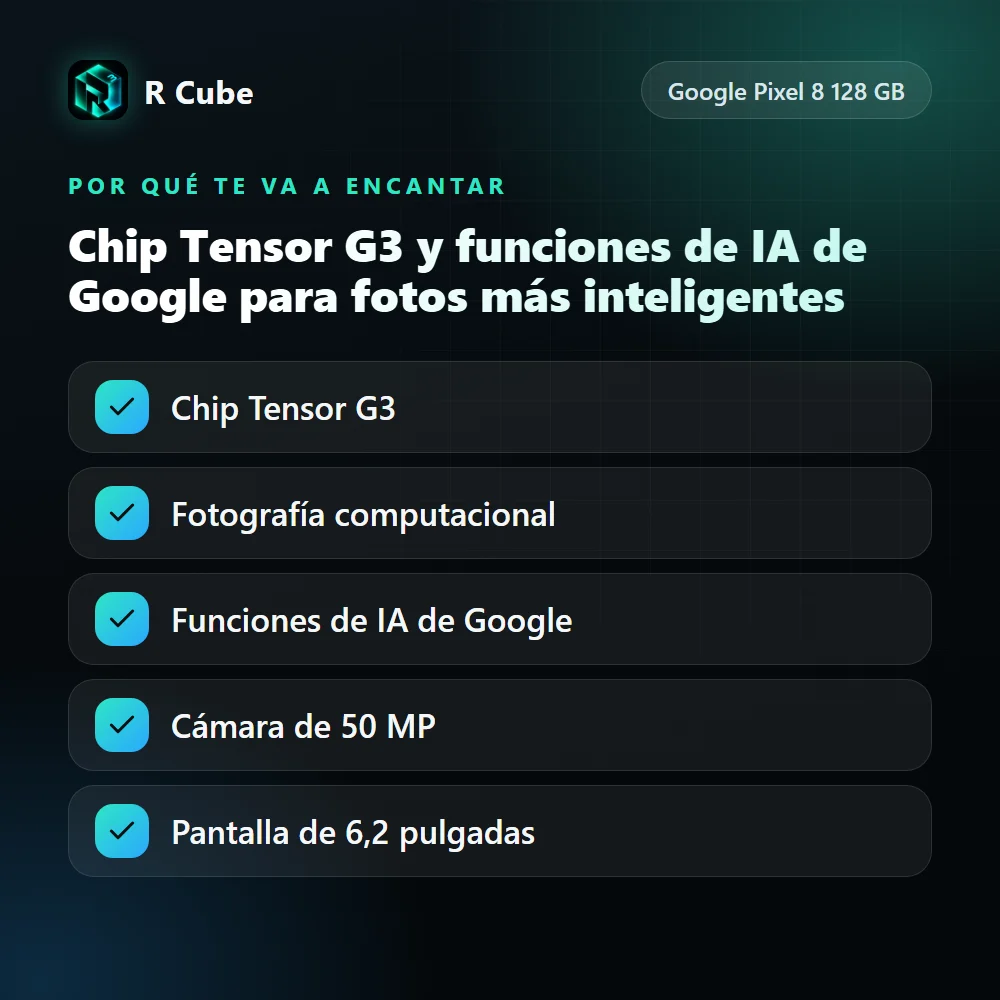 R Cube
Google Pixel 8 128 GB
POR QUÉ TE VA A ENCANTAR
Chip Tensor G3 y funciones de IA de
Google para fotos más inteligentes
Chip Tensor G3
Fotografía computacional
Funciones de IA de Google
Cámara de 50 MP
Pantalla de 6,2 pulgadas